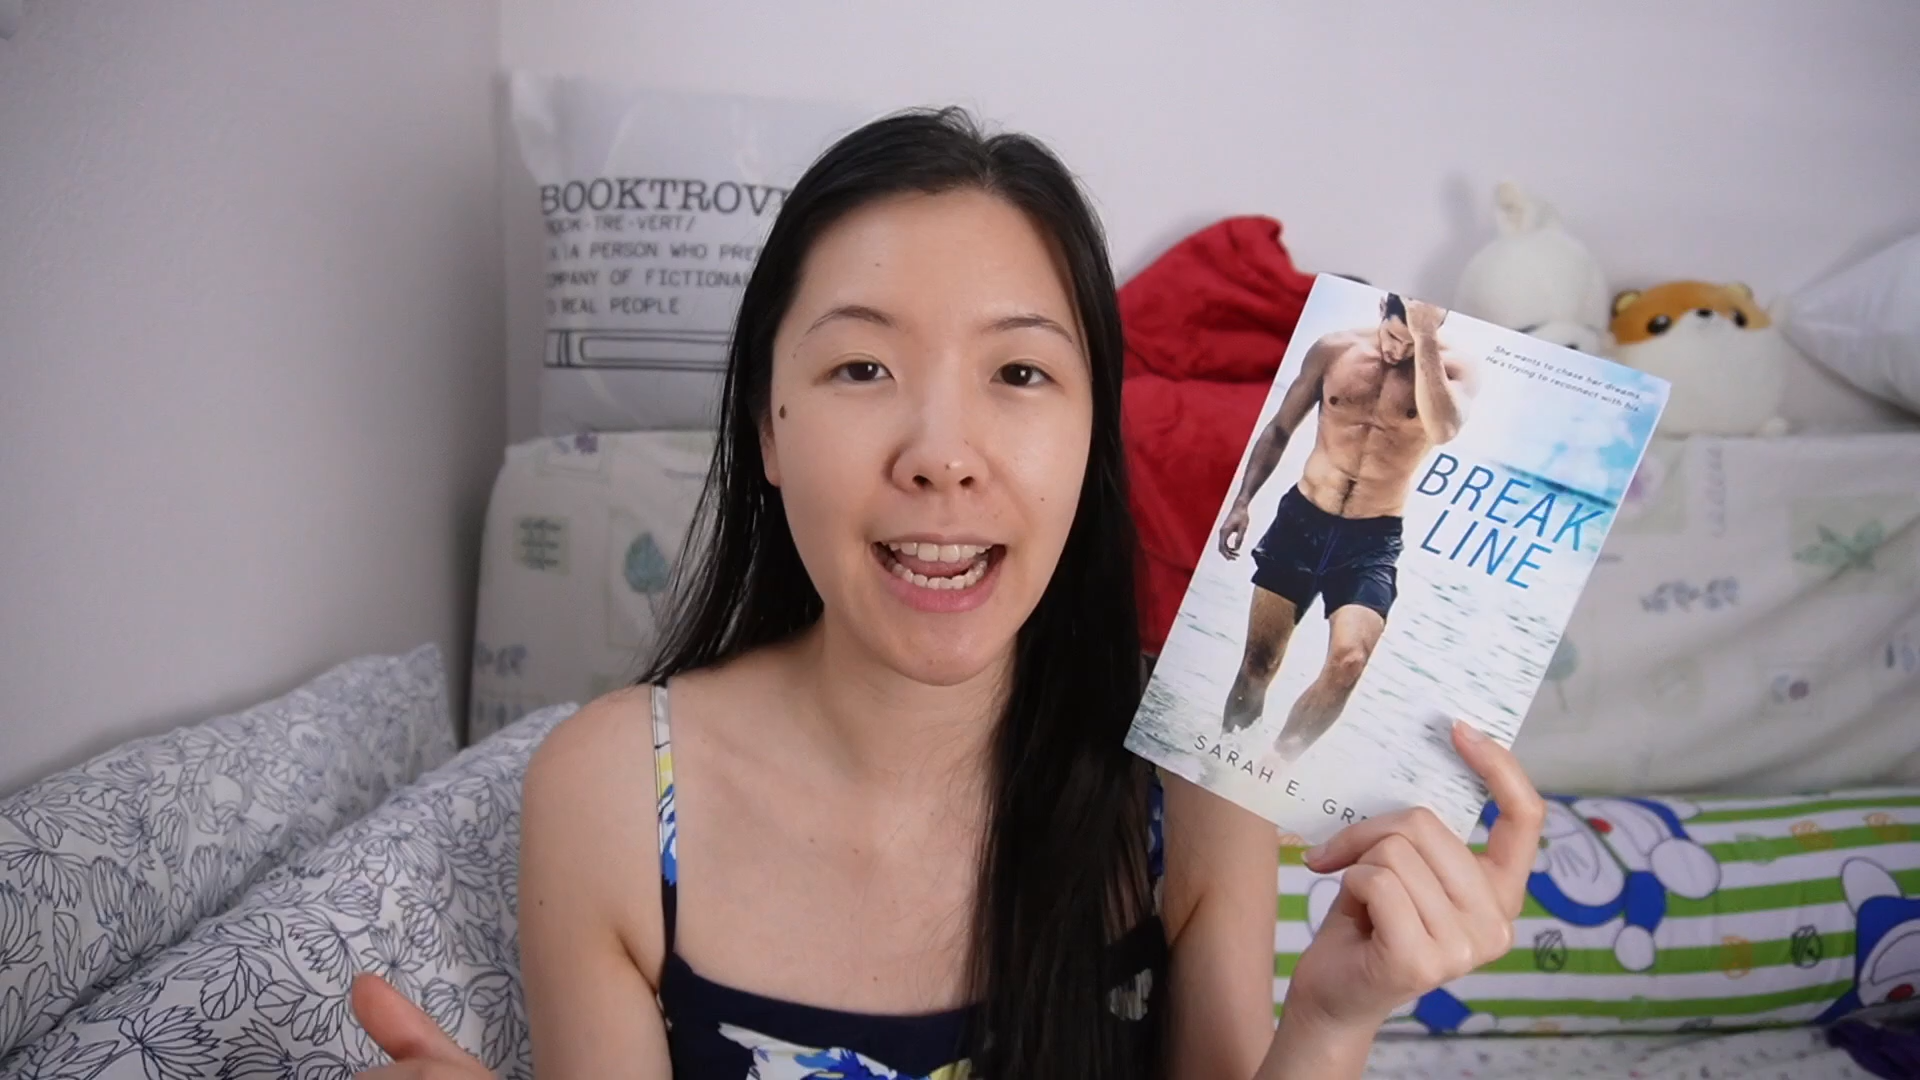 BOOKTROV
/BOOK-TRE-VERT/
(A PERSON WHO PRE
MPANY OF FICTIONA
O REAL PEOPLE
She wants to chase her dreams.
He's trying to reconnect with his.
BREAK
LINE
SARAH E. GRE